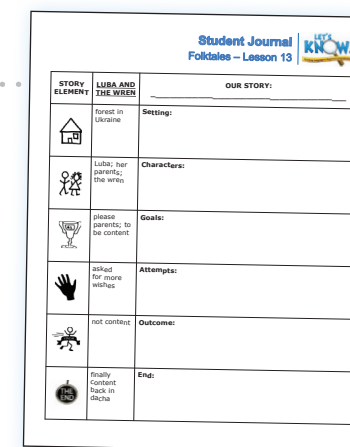 Student Journal
Folktales – Lesson 13
LET'S
KNOW
STORY
ELEMENT
LUBA AND
THE WREN
OUR STORY:
forest in
Ukraine
Setting:
Luba; her
parents;
the wren
Characters:
please
parents; to
be content
Goals:
asked
for more
wishes
Attempts:
not content
Outcome:
THE
END
finally
content
back in
dacha
End: